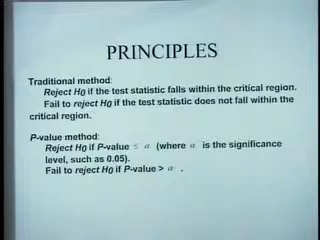 PRINCIPLES
Traditional method:
Reject H0 if the test statistic falls within the critical region.
Fail to reject H0 if the test statistic does not fall within the
critical region.
P-value method:
Reject H0 if P-value ≤ α (where α is the significance
level, such as 0.05).
Fail to reject H0 if P-value > α .